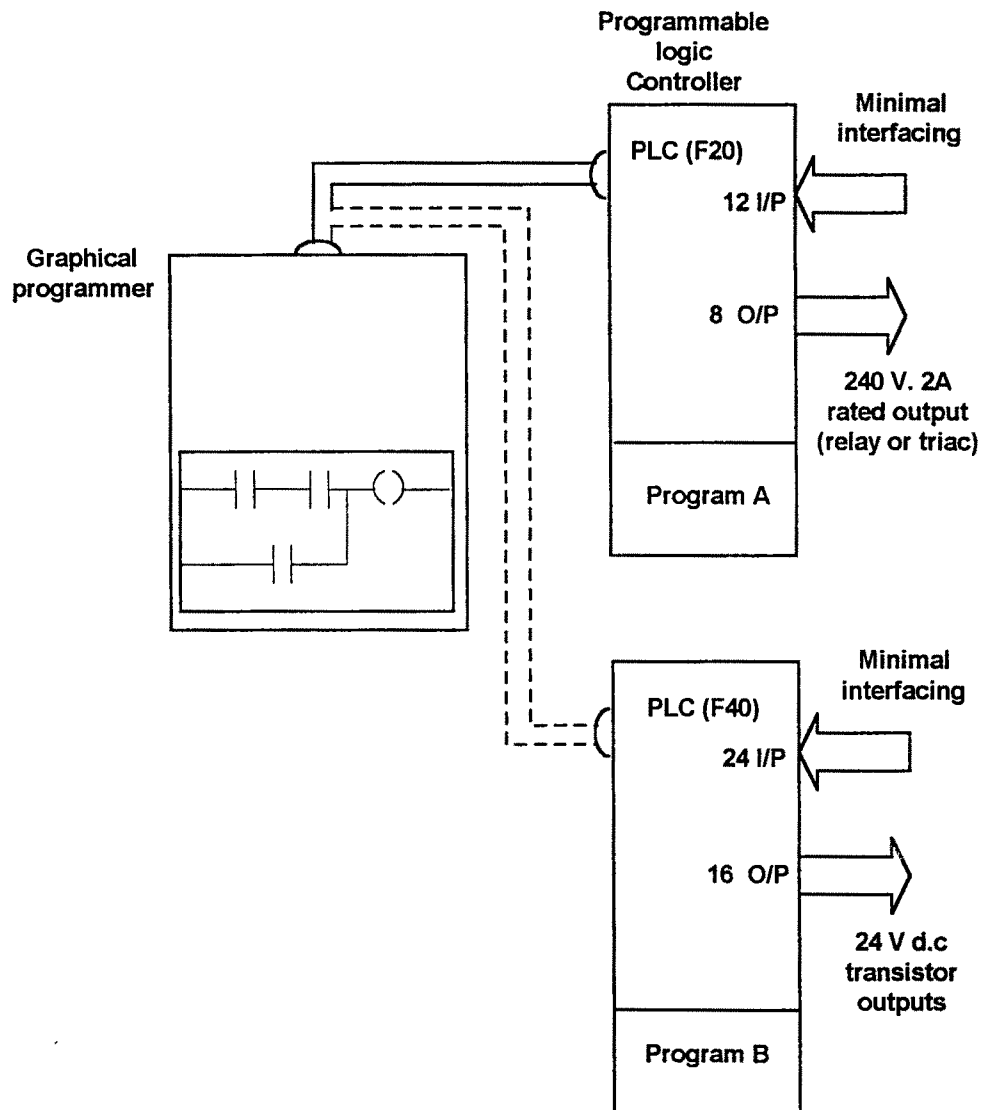 Programmable
logic
Controller
Minimal
interfacing
PLC (F20)
12 I/P
Graphical
programmer
8 O/P
240 V. 2A
rated output
(relay or triac)
Program A
Minimal
interfacing
PLC (F40)
24 I/P
16 O/P
24 V d.c
transistor
outputs
Program B